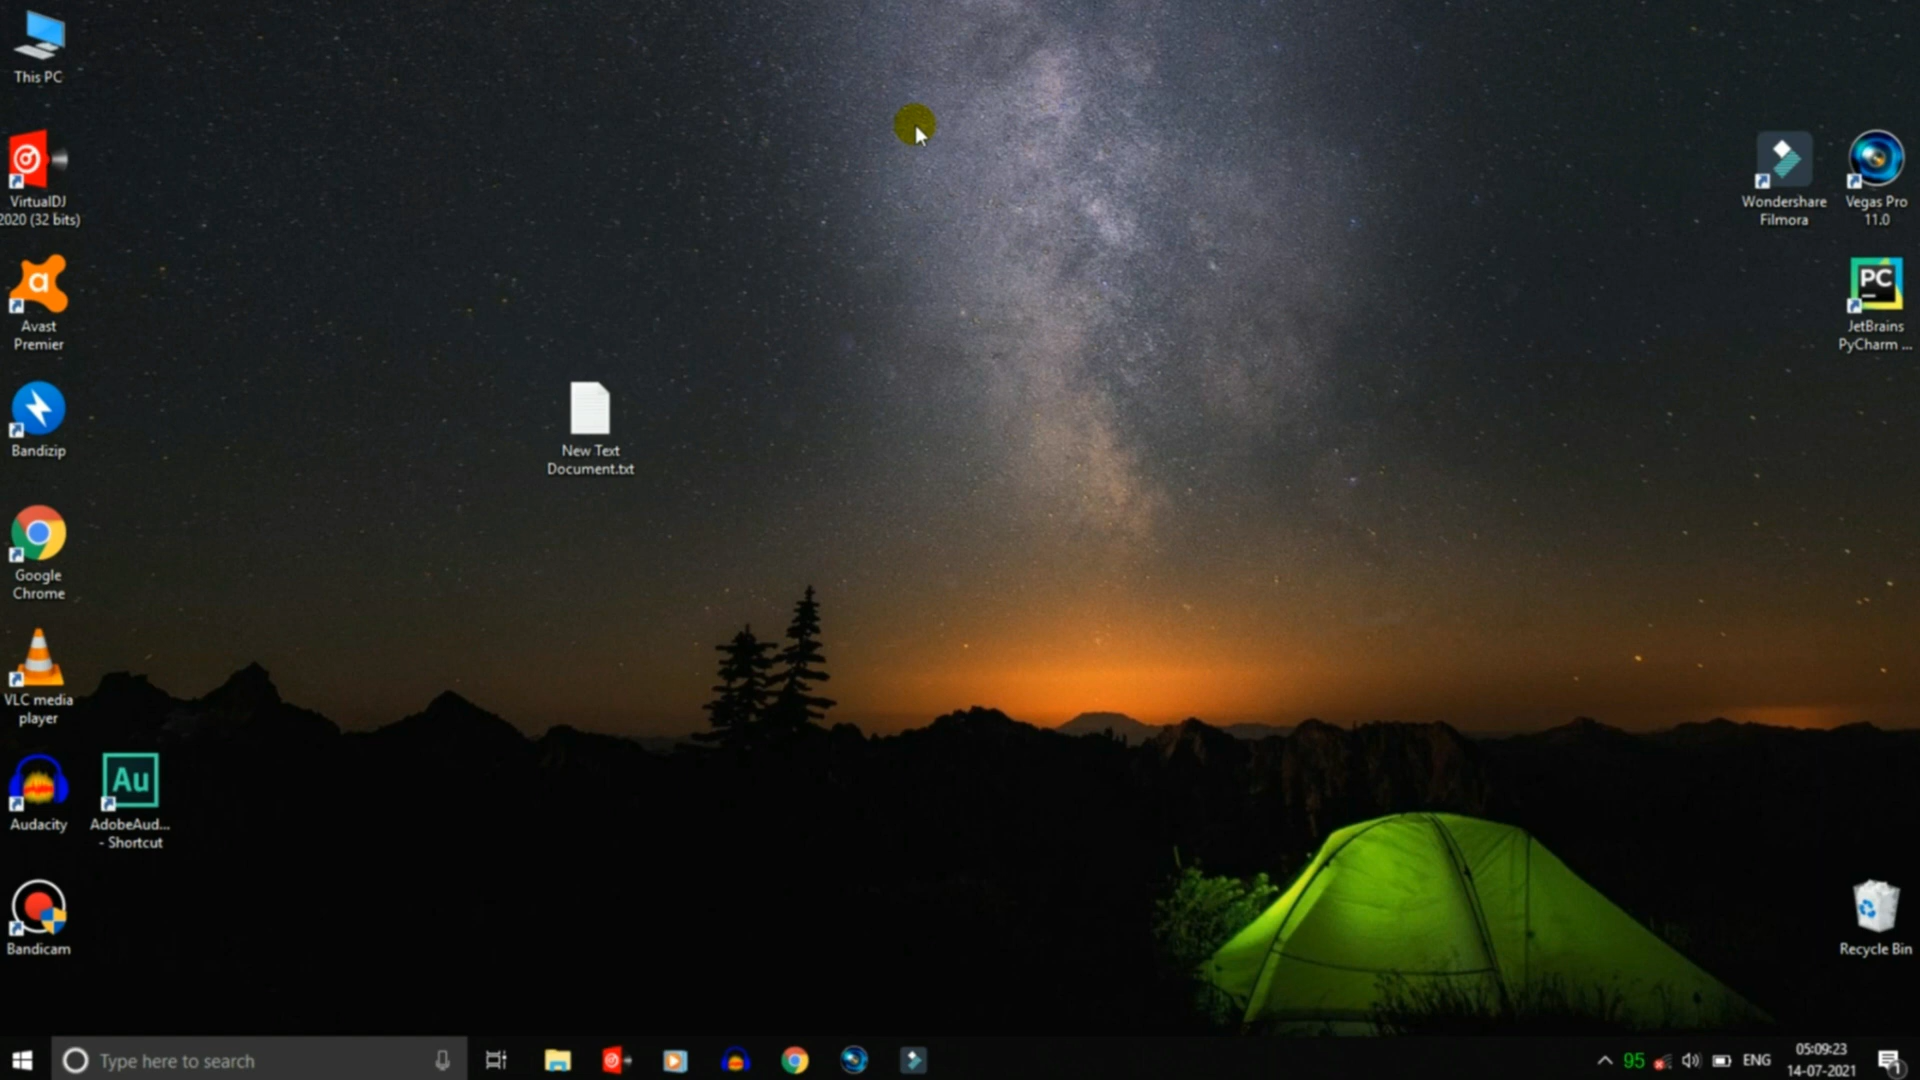 This PC
VirtualDJ
2020 (32 bits)
Avast
Premier
Bandizip
Google
Chrome
VLC media
player
Audacity
AdobeAud...
- Shortcut
Bandicam
New Text
Document.txt
Wondershare
Filmora
Vegas Pro
11.0
PC
JetBrains
PyCharm ...
Au
Recycle Bin
Type here to search
95
ENG
05:09:23
14-07-2021
1